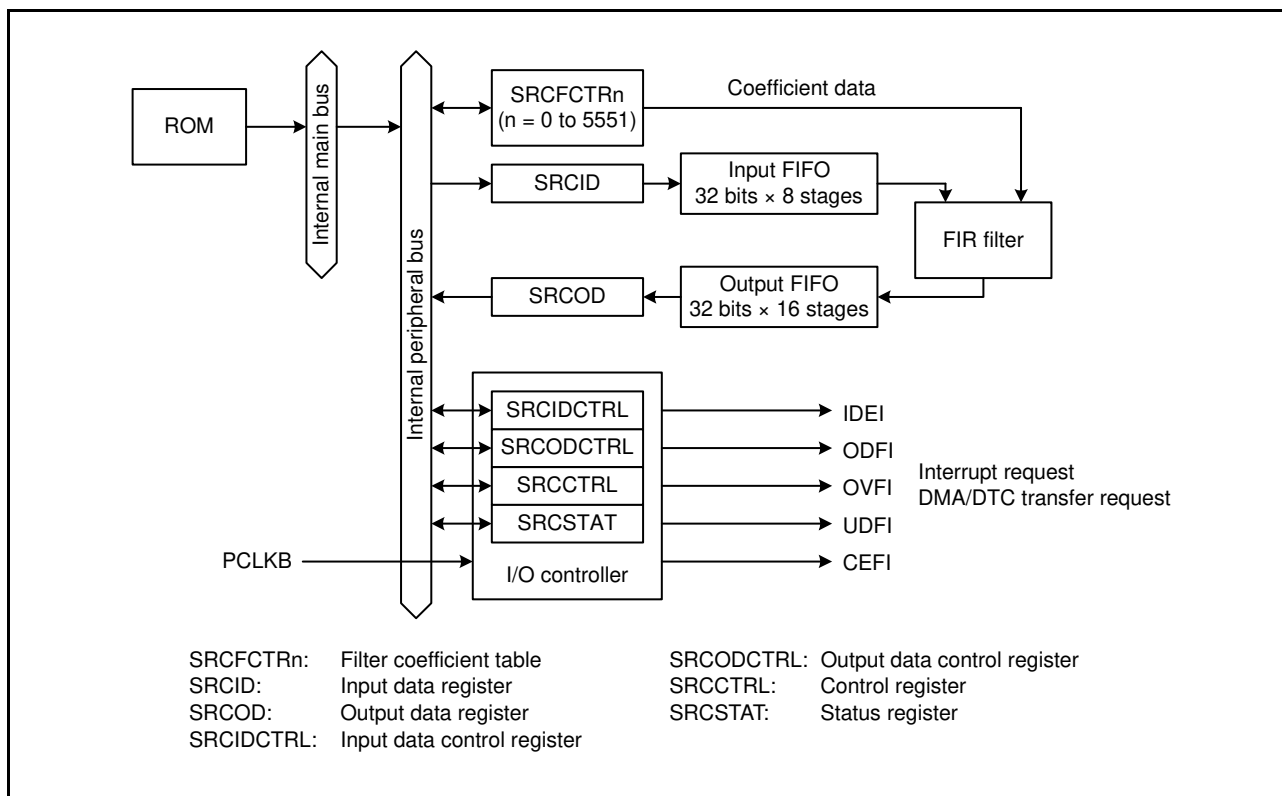 ROM
Internal main bus
Internal peripheral bus
SRCFCTRn
(n = 0 to 5551)
Coefficient data
SRCID
Input FIFO
32 bits × 8 stages
FIR filter
SRCOD
Output FIFO
32 bits × 16 stages
SRCIDCTRL
IDEI
SRCODCTRL
ODFI
SRCCTRL
OVFI
SRCSTAT
UDFI
Interrupt request
DMA/DTC transfer request
PCLKB
I/O controller
CEFI
SRCFCTRn: Filter coefficient table
SRCID: Input data register
SRCOD: Output data register
SRCIDCTRL: Input data control register
SRCODCTRL: Output data control register
SRCCTRL: Control register
SRCSTAT: Status register